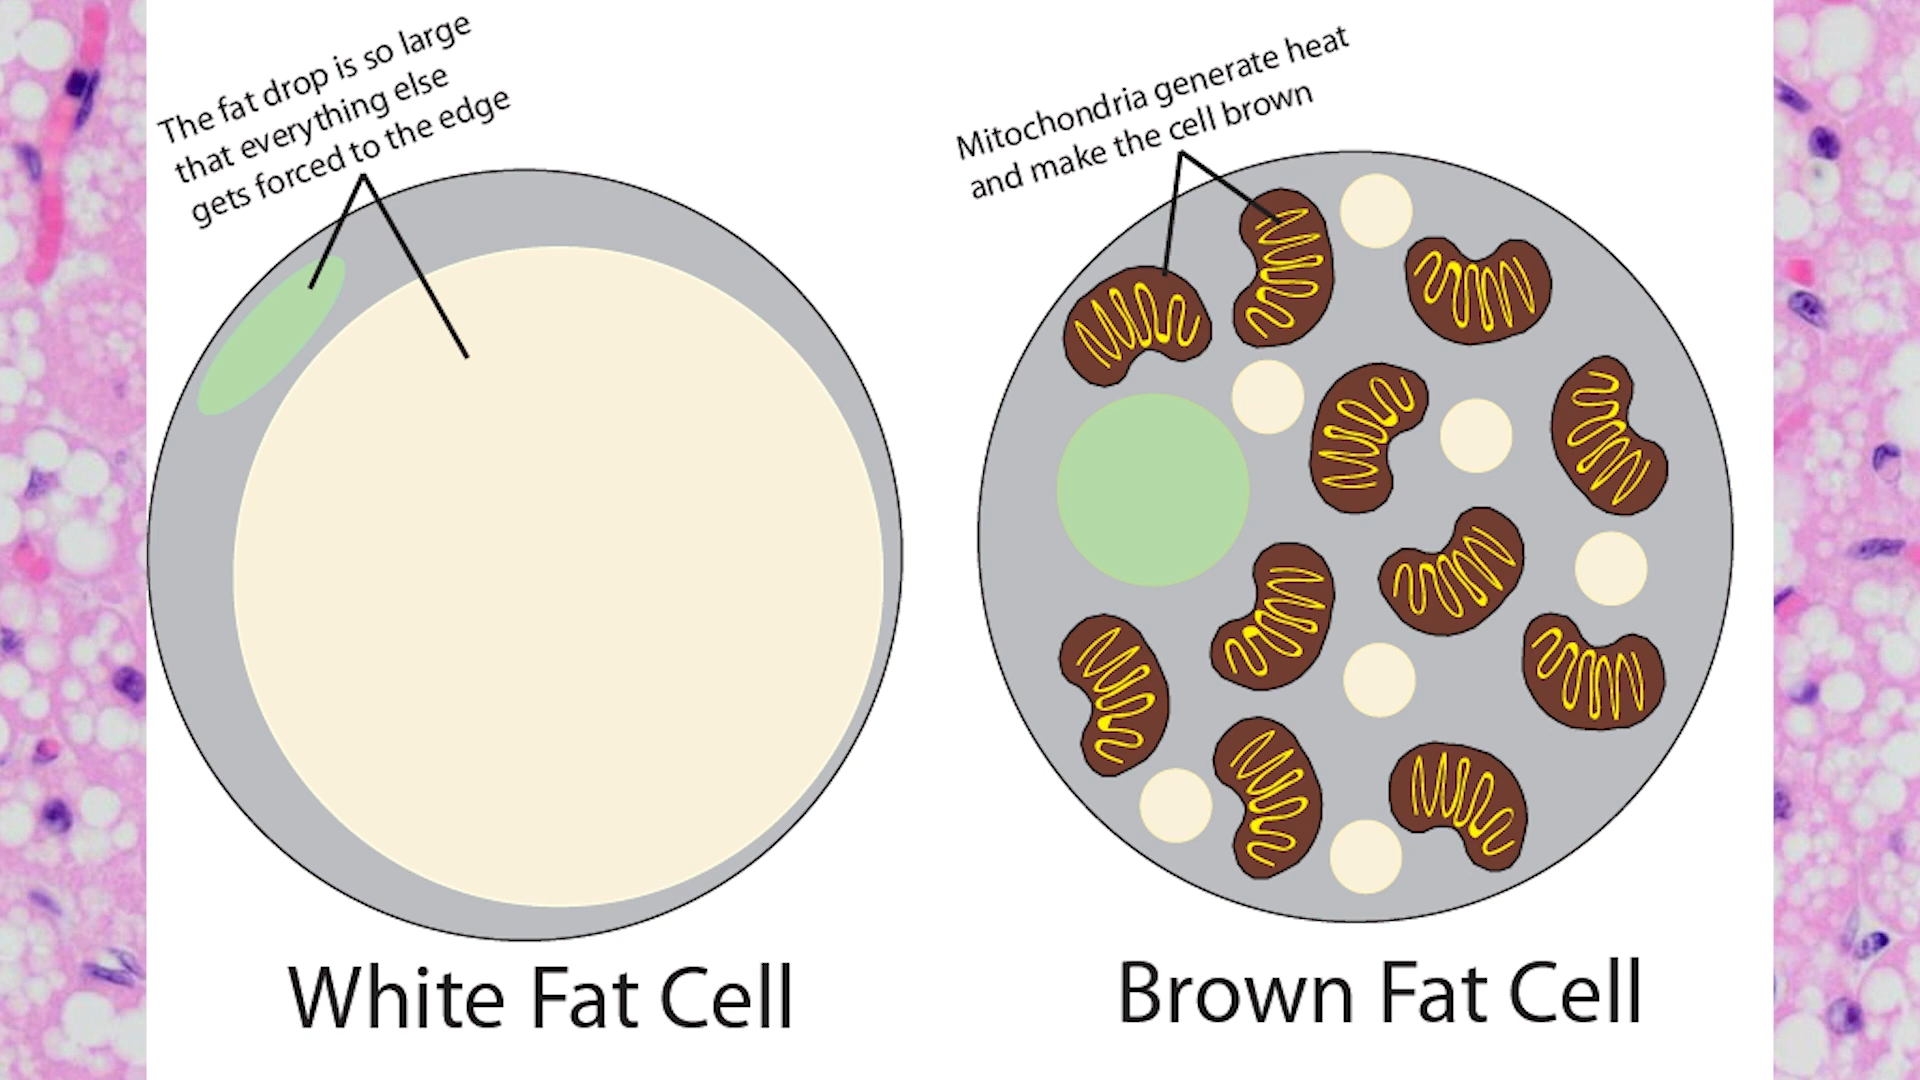 The fat drop is so large
that everything else
gets forced to the edge
Mitochondria generate heat
and make the cell brown
White Fat Cell
Brown Fat Cell